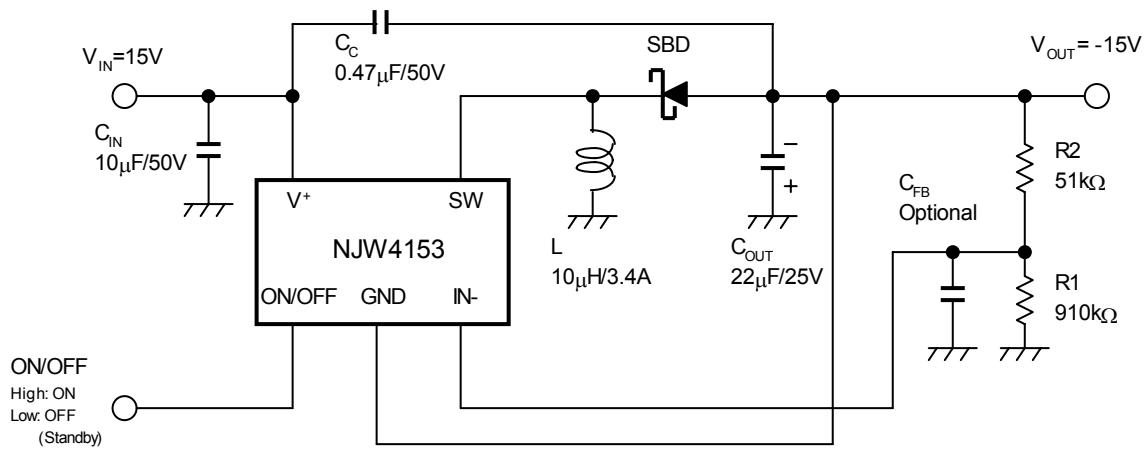 C_C
0.47μF/50V
SBD
V_OUT= -15V
V_IN=15V
C_IN
10μF/50V
V+
SW
NJW4153
ON/OFF
GND
IN-
L
10μH/3.4A
−
+
C_OUT
22μF/25V
C_FB
Optional
R2
51kΩ
R1
910kΩ
ON/OFF
High: ON
Low: OFF
(Standby)